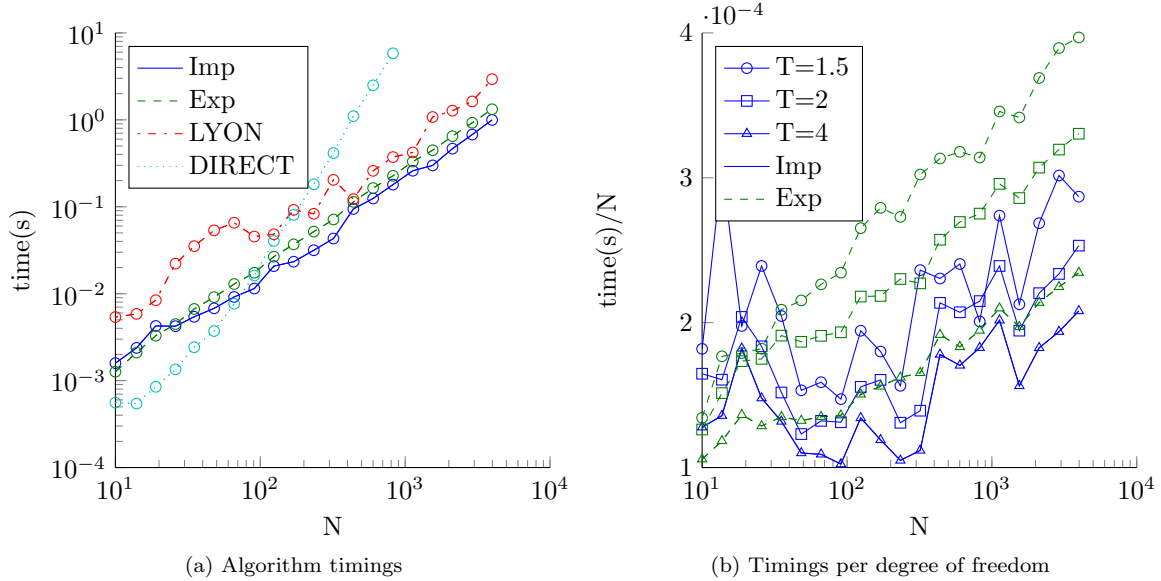 10^1
10^0
10^−1
10^−2
10^−3
10^−4
time(s)
Imp
Exp
LYON
DIRECT
10^1 10^2 10^3 10^4
N
(a) Algorithm timings
·10^−4
4
3
2
1
time(s)/N
T=1.5
T=2
T=4
Imp
Exp
10^1 10^2 10^3 10^4
N
(b) Timings per degree of freedom